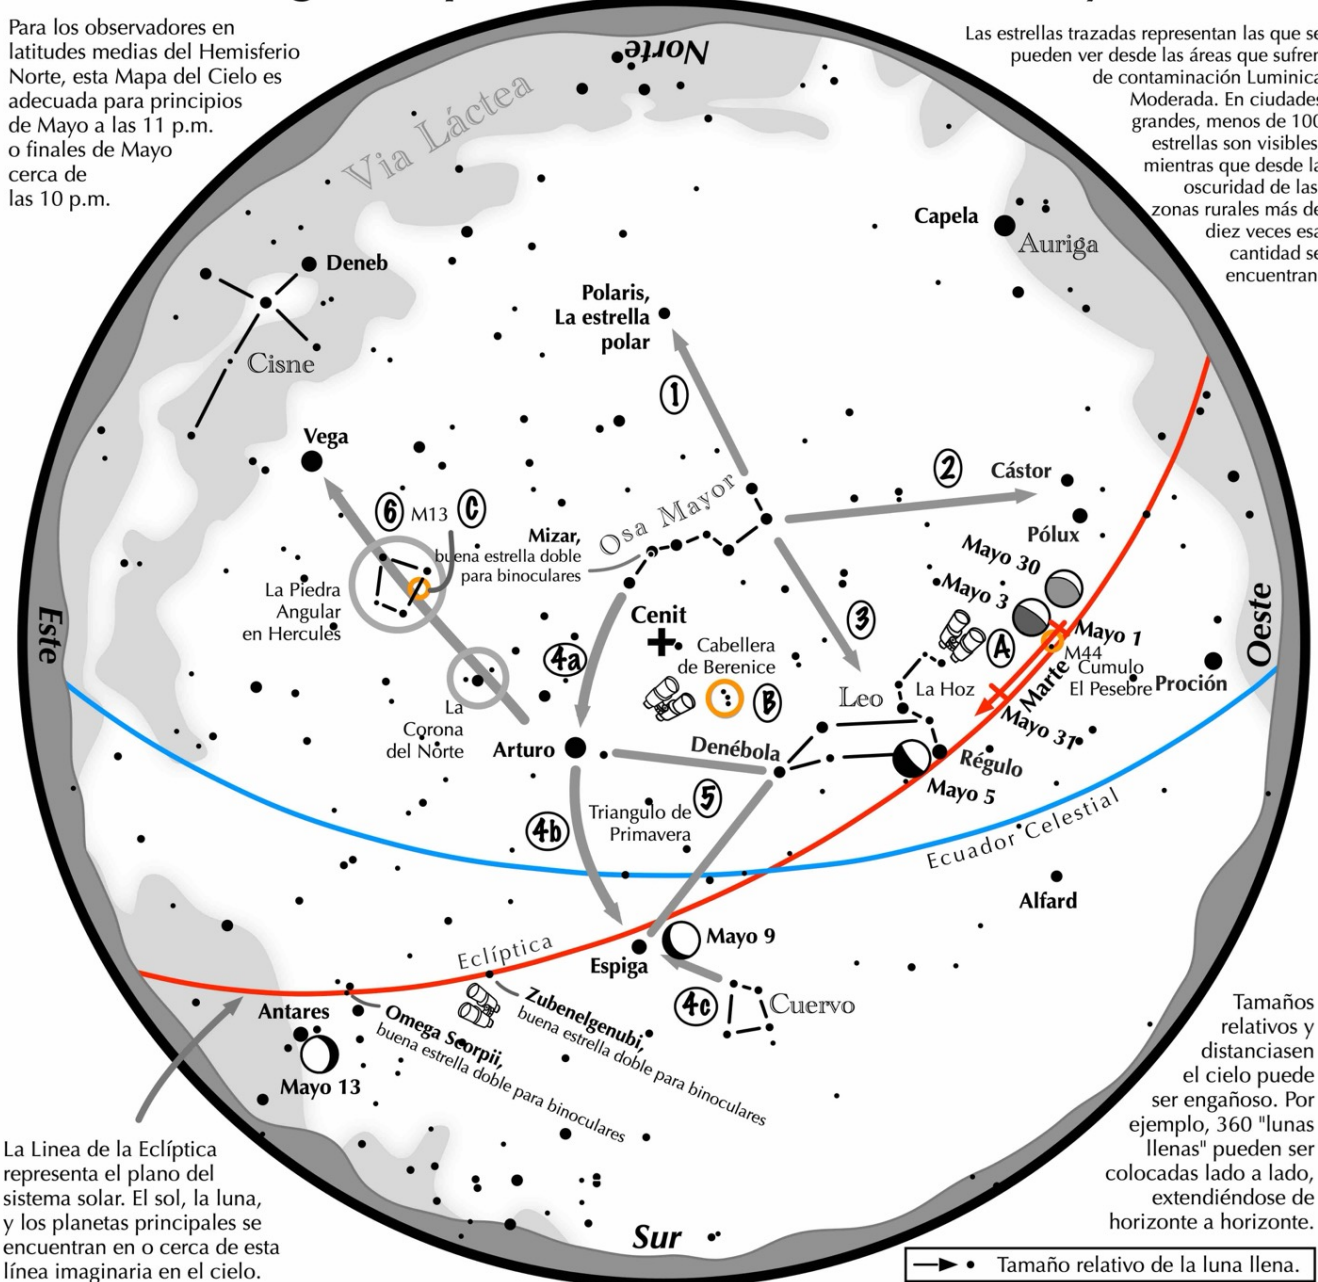 Para los observadores en
latitudes medias del Hemisferio
Norte, esta Mapa del Cielo es
adecuada para principios
de Mayo a las 11 p.m.
o finales de Mayo
cerca de
las 10 p.m.
Las estrellas trazadas representan las que se
pueden ver desde las áreas que sufren
de contaminación Luminica
Moderada. En ciudades
grandes, menos de 100
estrellas son visibles
mientras que desde la
oscuridad de las
zonas rurales más de
diez veces esa
cantidad se
encuentran
Norte
Via Láctea
Capela
Auriga
Deneb
Cisne
Polaris,
La estrella
polar
1
Vega
2
Cástor
Pólux
6
M13
C
Osa Mayor
Mizar,
buena estrella doble
para binoculares
La Piedra
Angular
en Hercules
Mayo 30
Mayo 3
Mayo 1
M44
Cumulo
El Pesebre
Marte
Mayo 31
Este
Oeste
Cenit
3
A
4a
Cabellera
de Berenice
B
Leo
La Hoz
Proción
La
Corona
del Norte
Arturo
Denébola
Régulo
Mayo 5
5
4b
Triangulo de
Primavera
Ecuador Celestial
Alfard
Eclíptica
Espiga
Mayo 9
4c
Cuervo
Zubenelgenubi,
buena estrella doble para binoculares
Antares
Omega Scorpii,
buena estrella doble para binoculares
Mayo 13
La Linea de la Eclíptica
representa el plano del
sistema solar. El sol, la luna,
y los planetas principales se
encuentran en o cerca de esta
línea imaginaria en el cielo.
Sur
Tamaños
relativos y
distanciasen
el cielo puede
ser engañoso. Por
ejemplo, 360 "lunas
llenas" pueden ser
colocadas lado a lado,
extendiéndose de
horizonte a horizonte.
Tamaño relativo de la luna llena.